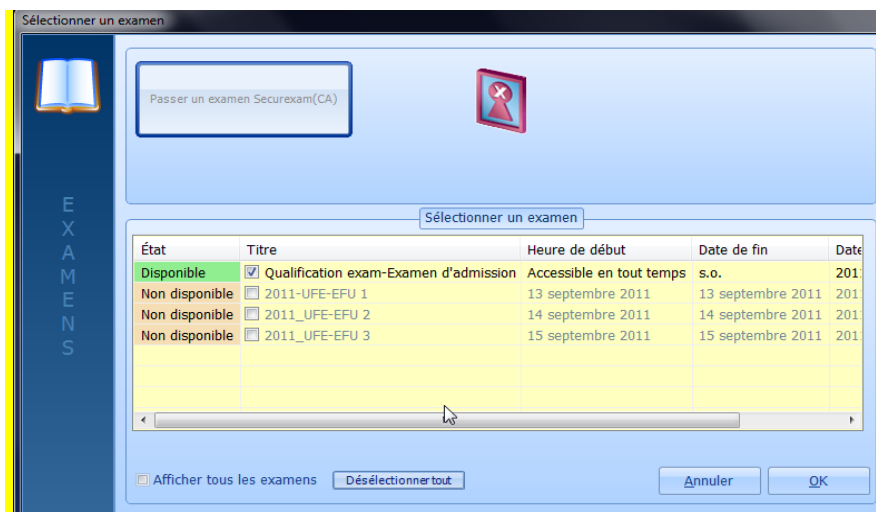 Sélectionner un examen
Passer un examen Securexam(CA)
EXAMENS
Sélectionner un examen
État Titre Heure de début Date de fin Date
Disponible Qualification exam-Examen d'admission Accessible en tout temps s.o. 201
Non disponible 2011-UFE-EFU 1 13 septembre 2011 13 septembre 2011 201
Non disponible 2011_UFE-EFU 2 14 septembre 2011 14 septembre 2011 201
Non disponible 2011_UFE-EFU 3 15 septembre 2011 15 septembre 2011 201
Afficher tous les examens Désélectionner tout Annuler OK